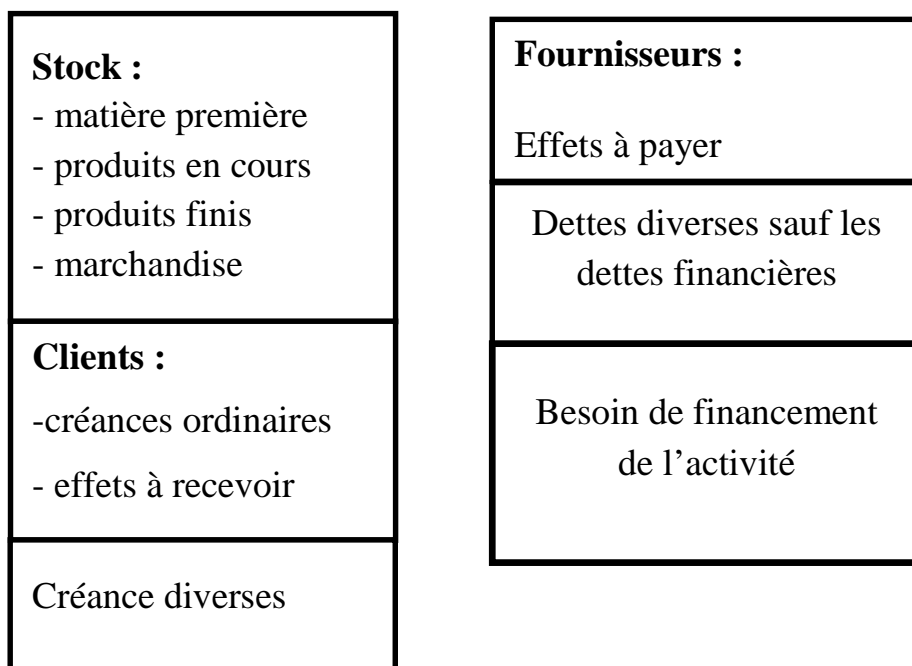 Stock :
- matière première
- produits en cours
- produits finis
- marchandise
Clients :
-créances ordinaires
- effets à recevoir
Créance diverses
Fournisseurs :
Effets à payer
Dettes diverses sauf les
dettes financières
Besoin de financement
de l’activité